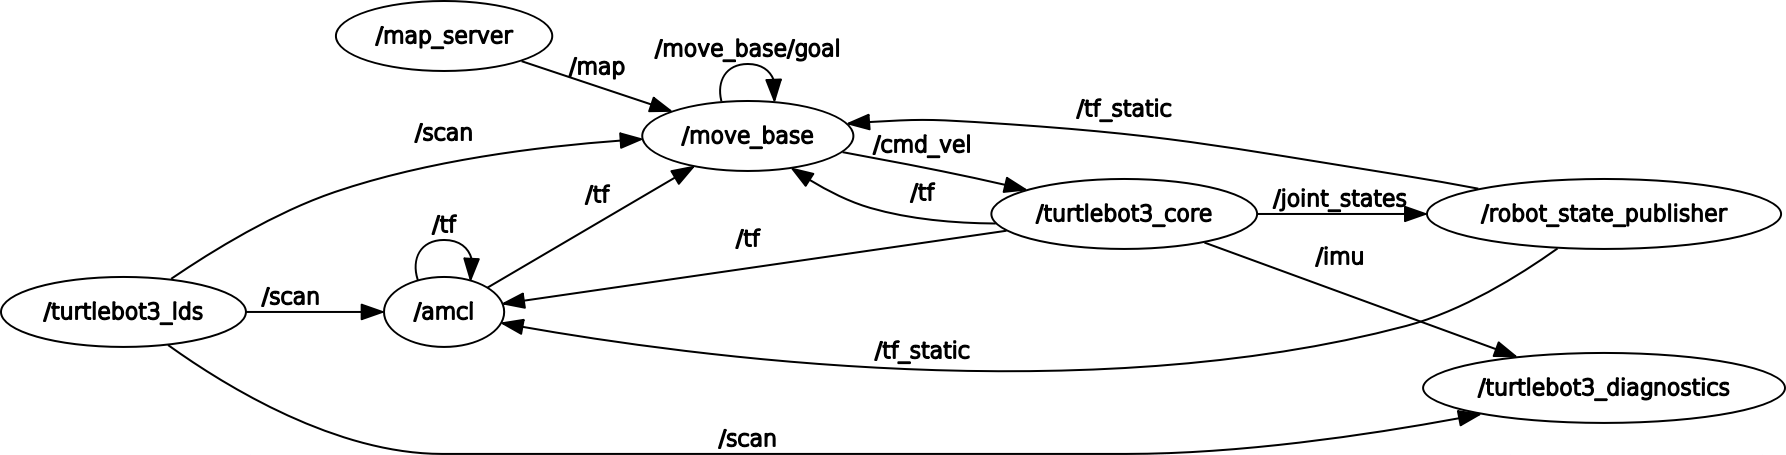 /map_server
/move_base/goal
/map
/tf_static
/scan
/move_base
/cmd_vel
/tf
/tf
/joint_states
/turtlebot3_core
/robot_state_publisher
/tf
/tf
/imu
/scan
/turtlebot3_lds
/amcl
/tf_static
/turtlebot3_diagnostics
/scan